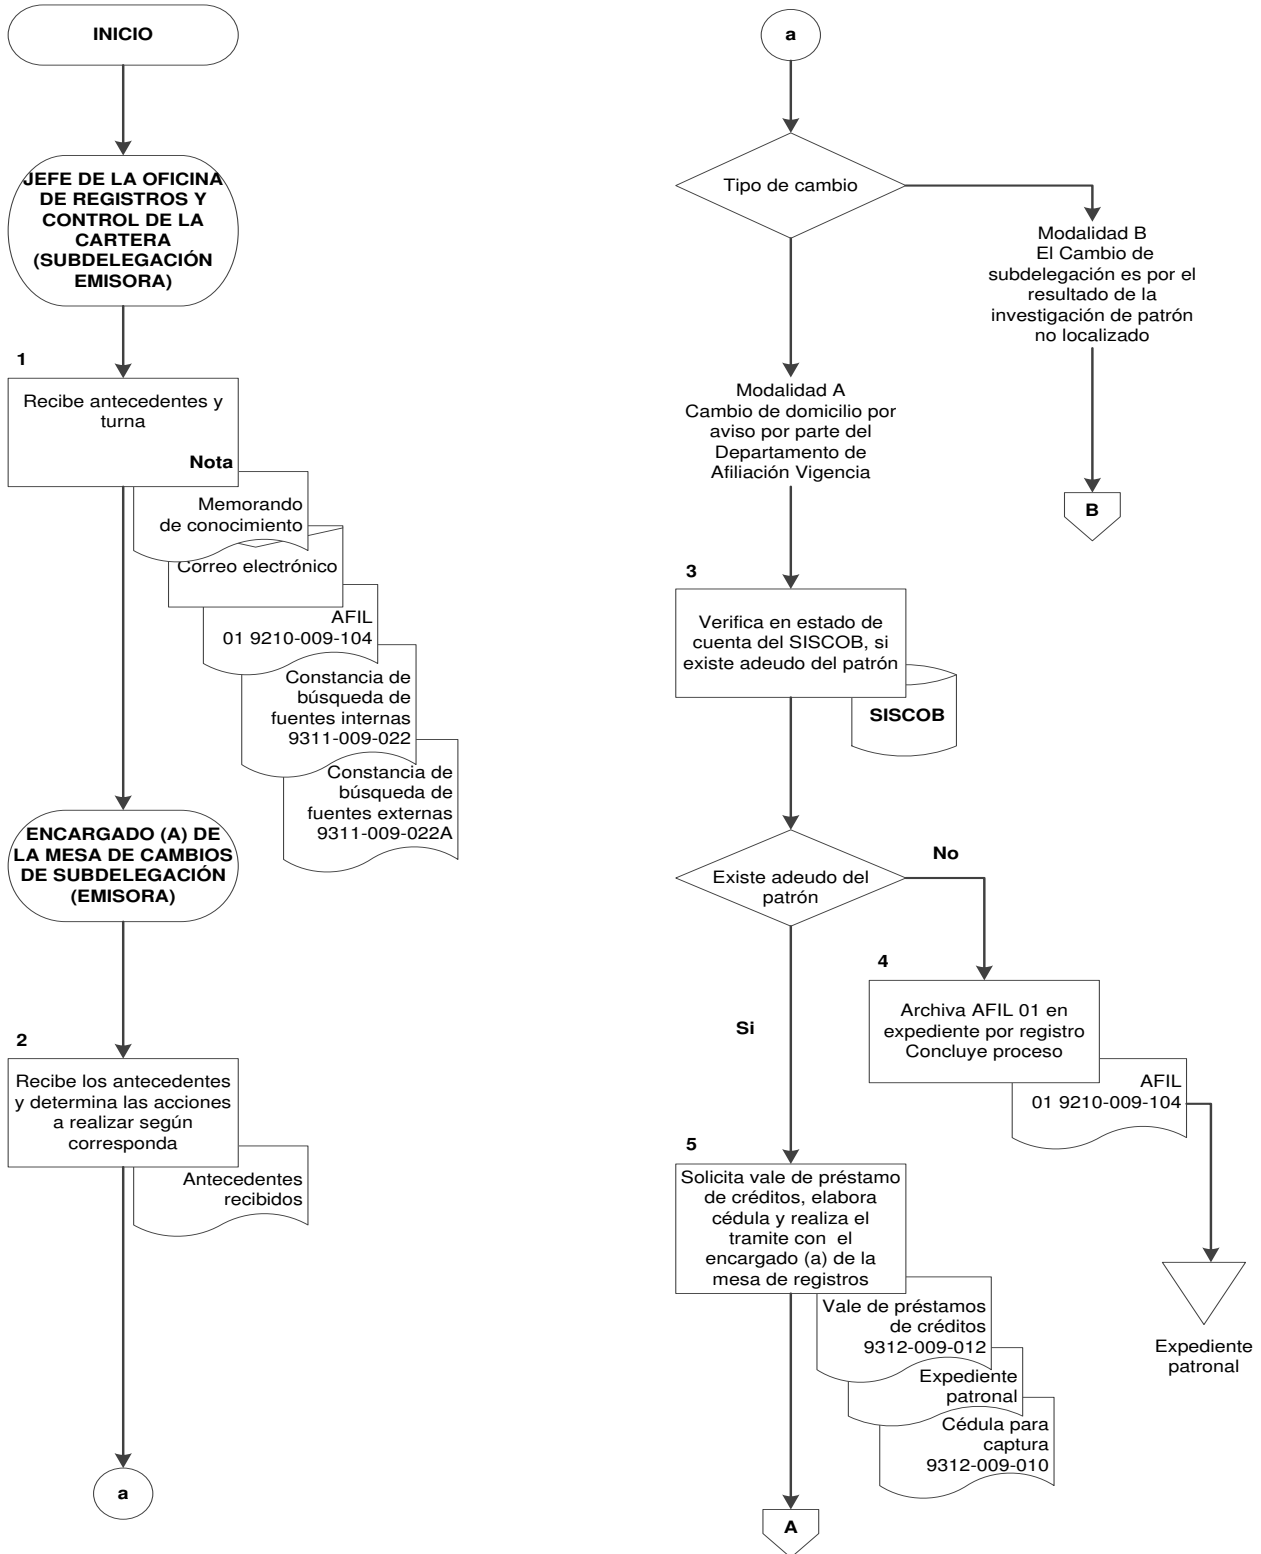 INICIO
JEFE DE LA OFICINA
DE REGISTROS Y
CONTROL DE LA
CARTERA
(SUBDELEGACIÓN
EMISORA)
1
Recibe antecedentes y
turna
Nota
Memorando
de conocimiento
Correo electrónico
AFIL
01 9210-009-104
Constancia de
búsqueda de
fuentes internas
9311-009-022
Constancia de
búsqueda de
fuentes externas
9311-009-022A
ENCARGADO (A) DE
LA MESA DE CAMBIOS
DE SUBDELEGACIÓN
(EMISORA)
2
Recibe los antecedentes
y determina las acciones
a realizar según
corresponda
Antecedentes
recibidos
a
a
Tipo de cambio
Modalidad B
El Cambio de
subdelegación es por el
resultado de la
investigación de patrón
no localizado
B
Modalidad A
Cambio de domicilio por
aviso por parte del
Departamento de
Afiliación Vigencia
3
Verifica en estado de
cuenta del SISCOB, si
existe adeudo del patrón
SISCOB
Existe adeudo del
patrón
No
Si
4
Archiva AFIL 01 en
expediente por registro
Concluye proceso
AFIL
01 9210-009-104
Expediente
patronal
5
Solicita vale de préstamo
de créditos, elabora
cédula y realiza el
tramite con  el
encargado (a) de la
mesa de registros
Vale de préstamos
de créditos
9312-009-012
Expediente
patronal
Cédula para
captura
9312-009-010
A